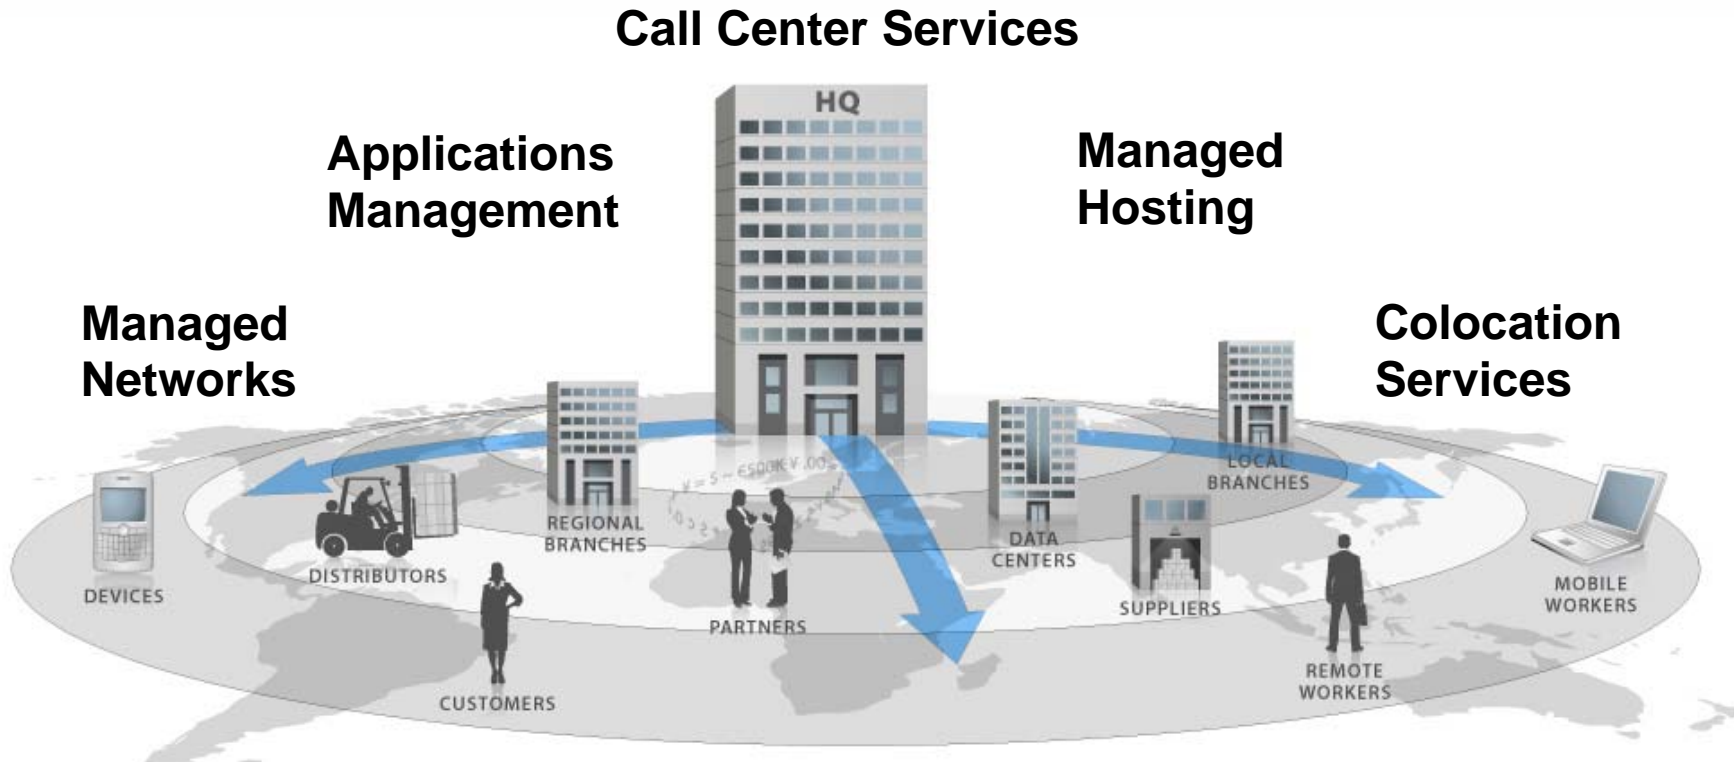 Call Center Services
HQ
Applications
Management
Managed
Hosting
Managed
Networks
Colocation
Services
LOCAL
BRANCHES
REGIONAL
BRANCHES
DATA
CENTERS
DISTRIBUTORS
DEVICES
SUPPLIERS
MOBILE
WORKERS
PARTNERS
REMOTE
WORKERS
CUSTOMERS